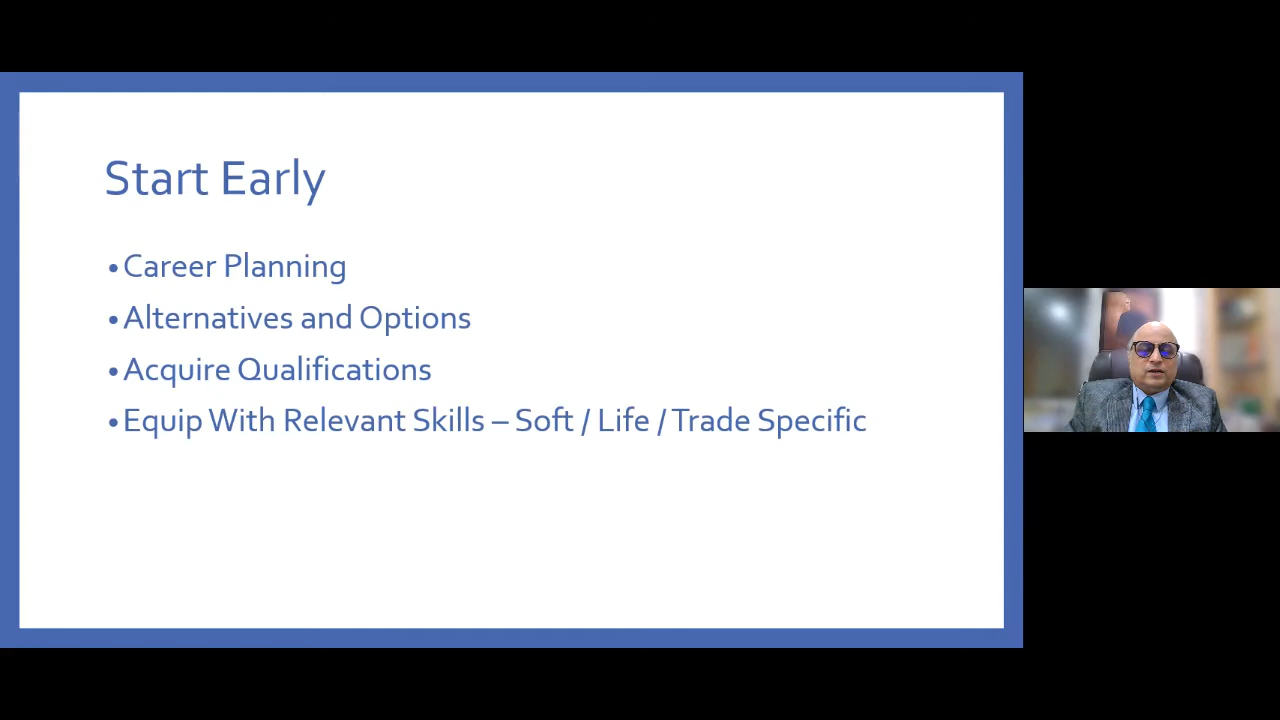 Start Early
•Career Planning
•Alternatives and Options
•Acquire Qualifications
•Equip With Relevant Skills – Soft / Life / Trade Specific